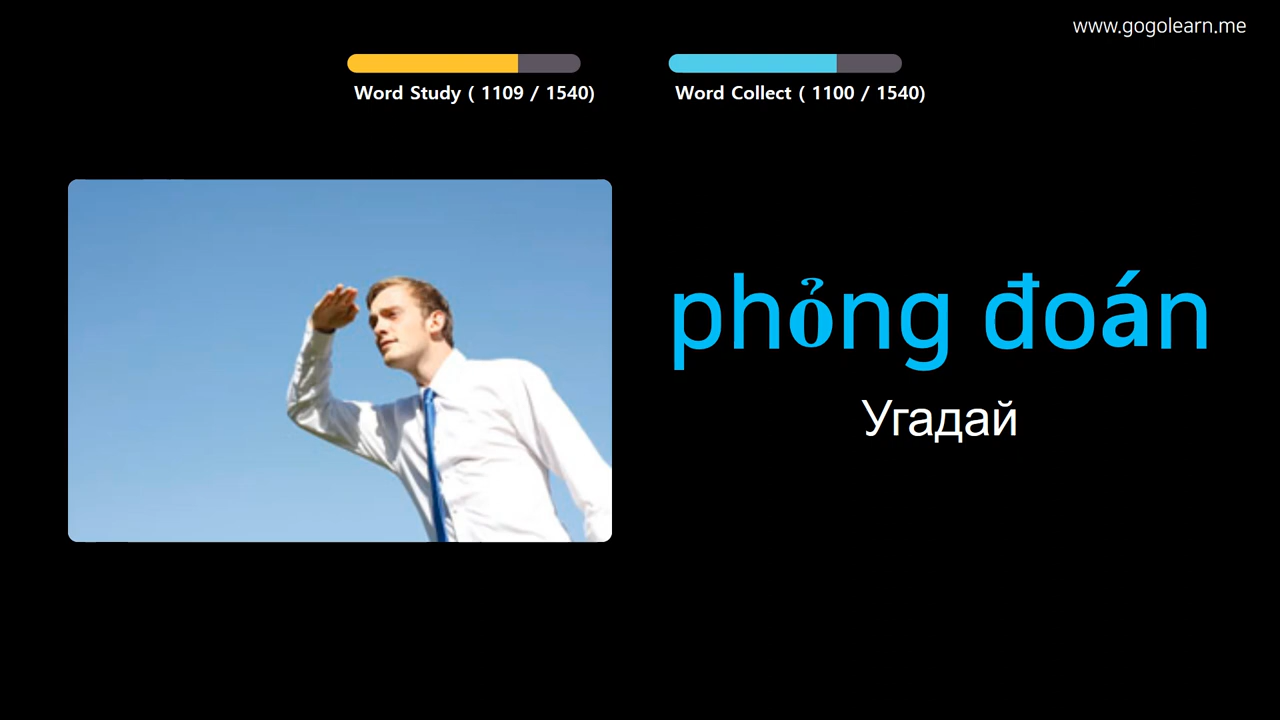 www.gogolearn.me
Word Study ( 1109 / 1540)
Word Collect ( 1100 / 1540)
phỏng đoán
Угадай